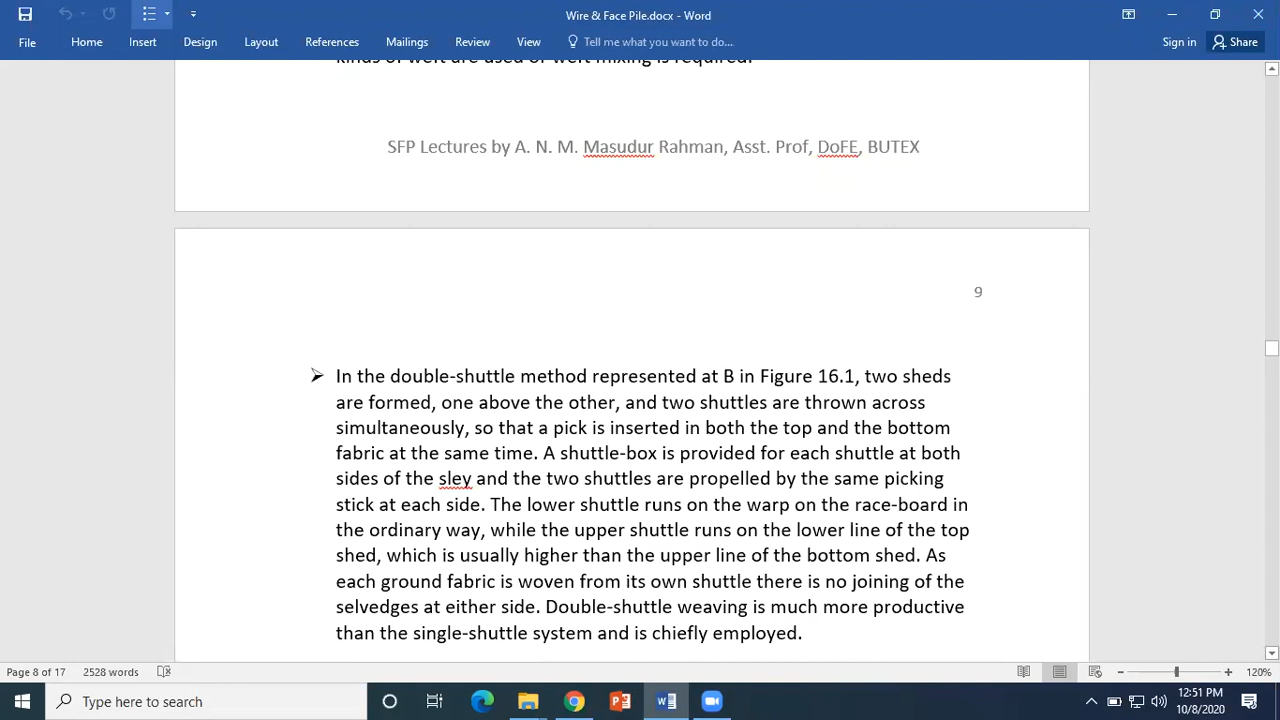 Wire & Face Pile.docx - Word
File Home Insert Design Layout References Mailings Review View Tell me what you want to do... Sign in Share
kinds of weft are used or weft mixing is required.
SFP Lectures by A. N. M. Masudur Rahman, Asst. Prof, DoFE, BUTEX
9
➢ In the double-shuttle method represented at B in Figure 16.1, two sheds
are formed, one above the other, and two shuttles are thrown across
simultaneously, so that a pick is inserted in both the top and the bottom
fabric at the same time. A shuttle-box is provided for each shuttle at both
sides of the sley and the two shuttles are propelled by the same picking
stick at each side. The lower shuttle runs on the warp on the race-board in
the ordinary way, while the upper shuttle runs on the lower line of the top
shed, which is usually higher than the upper line of the bottom shed. As
each ground fabric is woven from its own shuttle there is no joining of the
selvedges at either side. Double-shuttle weaving is much more productive
than the single-shuttle system and is chiefly employed.
Page 8 of 17 2528 words 120%
Type here to search
12:51 PM
10/8/2020